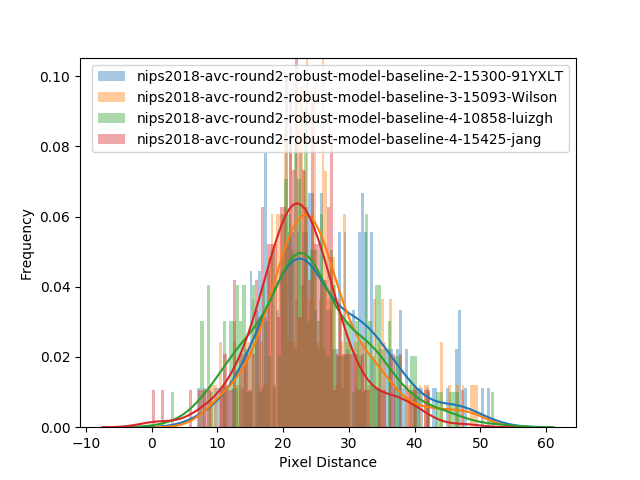 nips2018-avc-round2-robust-model-baseline-2-15300-91YXLT
nips2018-avc-round2-robust-model-baseline-3-15093-Wilson
nips2018-avc-round2-robust-model-baseline-4-10858-luizgh
nips2018-avc-round2-robust-model-baseline-4-15425-jang
0.10
0.08
0.06
0.04
0.02
0.00
Frequency
−10 0 10 20 30 40 50 60
Pixel Distance